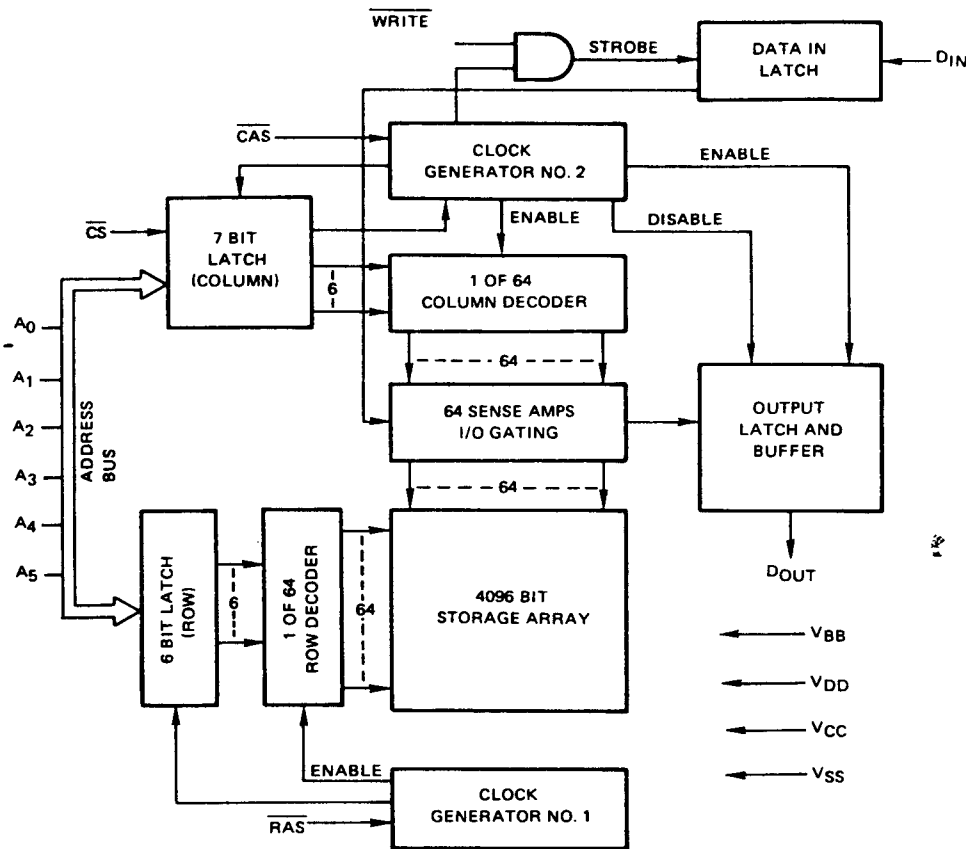 WRITE
STROBE
DATA IN
LATCH
DIN
CAS
CLOCK
GENERATOR NO. 2
ENABLE
CS
7 BIT
LATCH
(COLUMN)
ENABLE
DISABLE
6
1 OF 64
COLUMN DECODER
A0
64
A1
A2
A3
A4
A5
ADDRESS
BUS
64 SENSE AMPS
I/O GATING
OUTPUT
LATCH AND
BUFFER
64
6 BIT LATCH
(ROW)
6
1 OF 64
ROW DECODER
64
4096 BIT
STORAGE ARRAY
DOUT
VBB
VDD
VCC
VSS
ENABLE
CLOCK
GENERATOR NO. 1
RAS